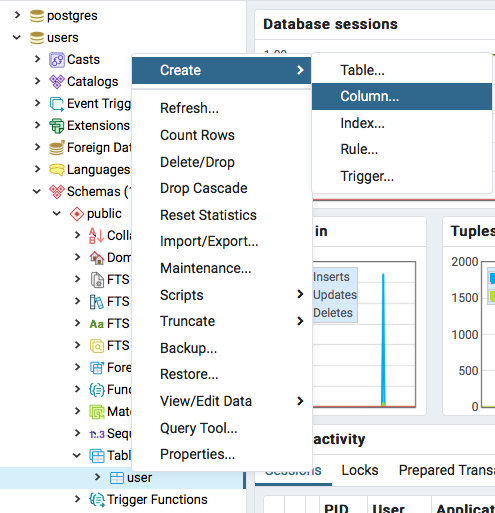 postgres
users
Casts
Catalogs
Event Trigg
Extensions
Foreign Dat
Languages
Schemas (1
public
Colla
Dom
FTS
FTS
FTS
FTS
Fore
Func
Mate
1..3 Sequ
Tabl
user
Trigger Functions
Create
Refresh...
Count Rows
Delete/Drop
Drop Cascade
Reset Statistics
Import/Export...
Maintenance...
Scripts
Truncate
Backup...
Restore...
View/Edit Data
Query Tool...
Properties...
Table...
Column...
Index...
Rule...
Trigger...
Database sessions
1.00
in
Inserts
Updates
Deletes
Tuples
2000
1500
1000
500
0
activity
Sessions
Locks
Prepared Transa
PID
User
Applicat